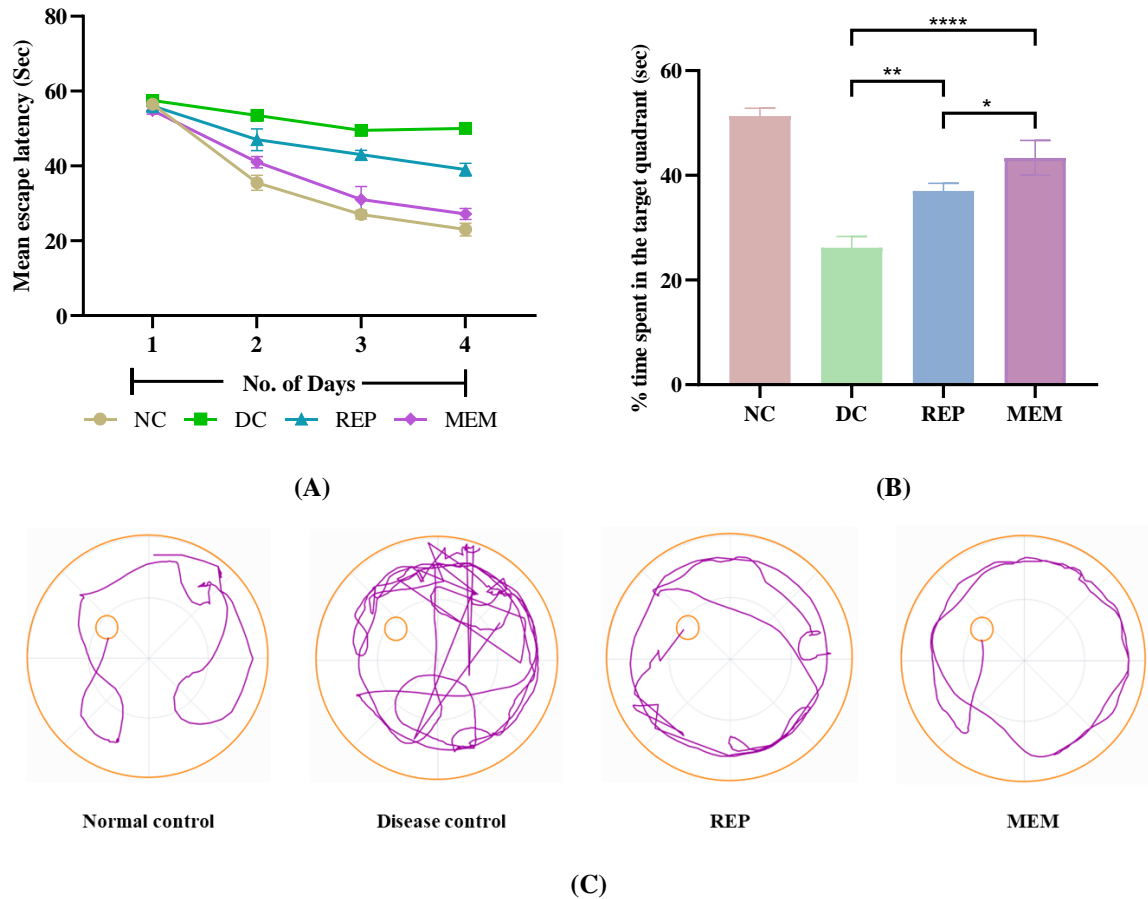 Mean escape latency (Sec)
80
60
40
20
0
1 2 3 4
No. of Days
NC DC REP MEM
(A)
% time spent in the target quadrant (sec)
60
40
20
0
****
**
*
NC DC REP MEM
(B)
Normal control Disease control REP MEM
(C)